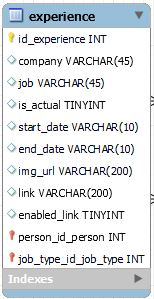 experience
id_experience INT
company VARCHAR(45)
job VARCHAR(45)
is_actual TINYINT
start_date VARCHAR(10)
end_date VARCHAR(10)
img_url VARCHAR(200)
link VARCHAR(200)
enabled_link TINYINT
person_id_person INT
job_type_id_job_type INT
Indexes